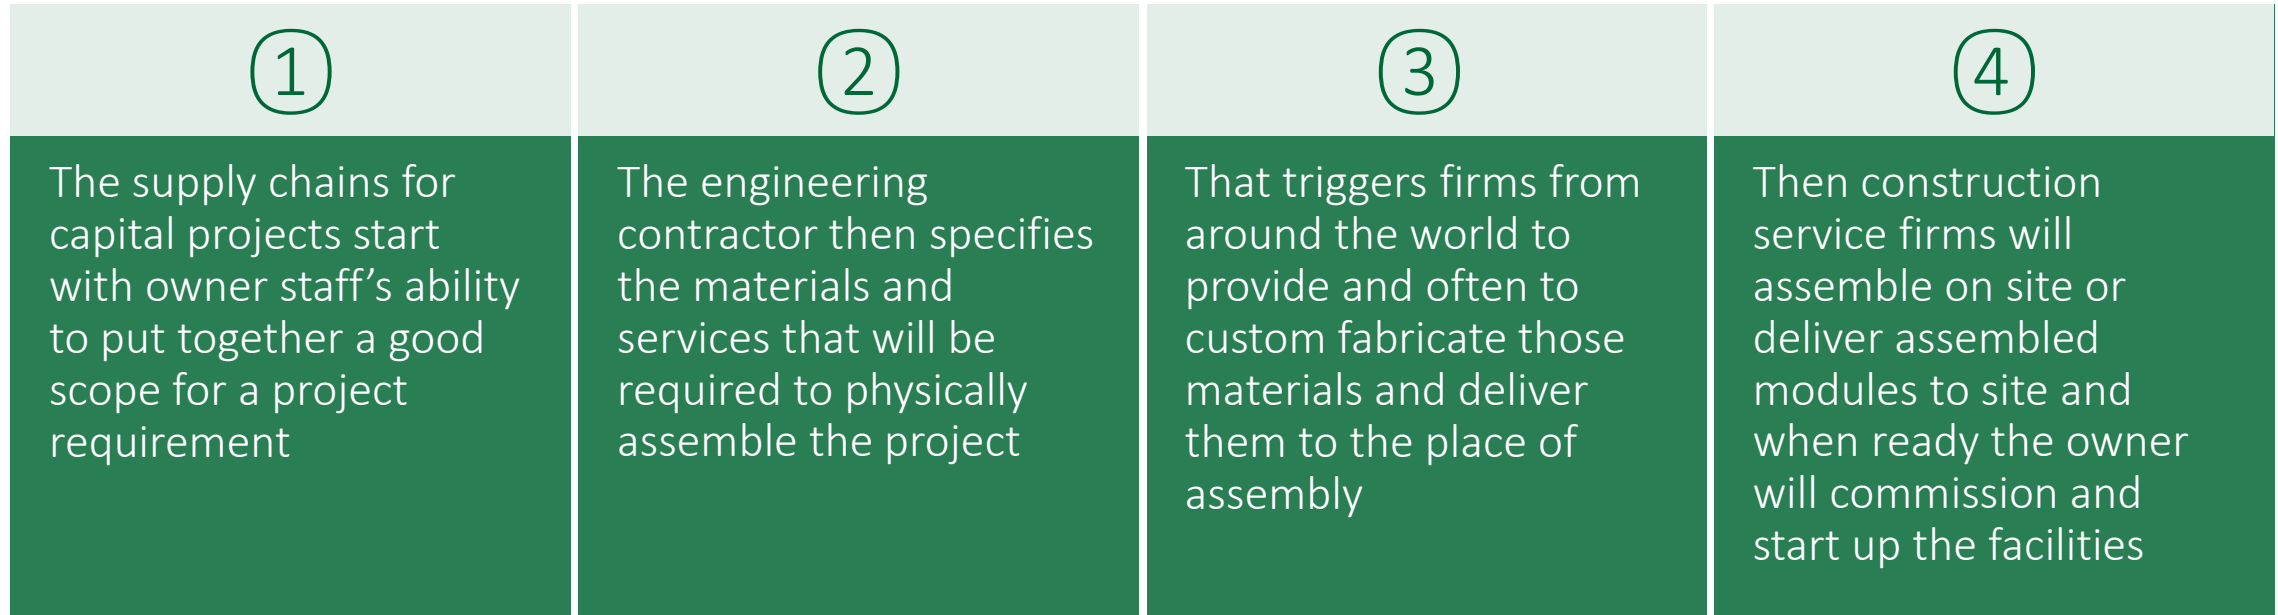 1
The supply chains for
capital projects start
with owner staff’s ability
to put together a good
scope for a project
requirement
2
The engineering
contractor then specifies
the materials and
services that will be
required to physically
assemble the project
3
That triggers firms from
around the world to
provide and often to
custom fabricate those
materials and deliver
them to the place of
assembly
4
Then construction
service firms will
assemble on site or
deliver assembled
modules to site and
when ready the owner
will commission and
start up the facilities